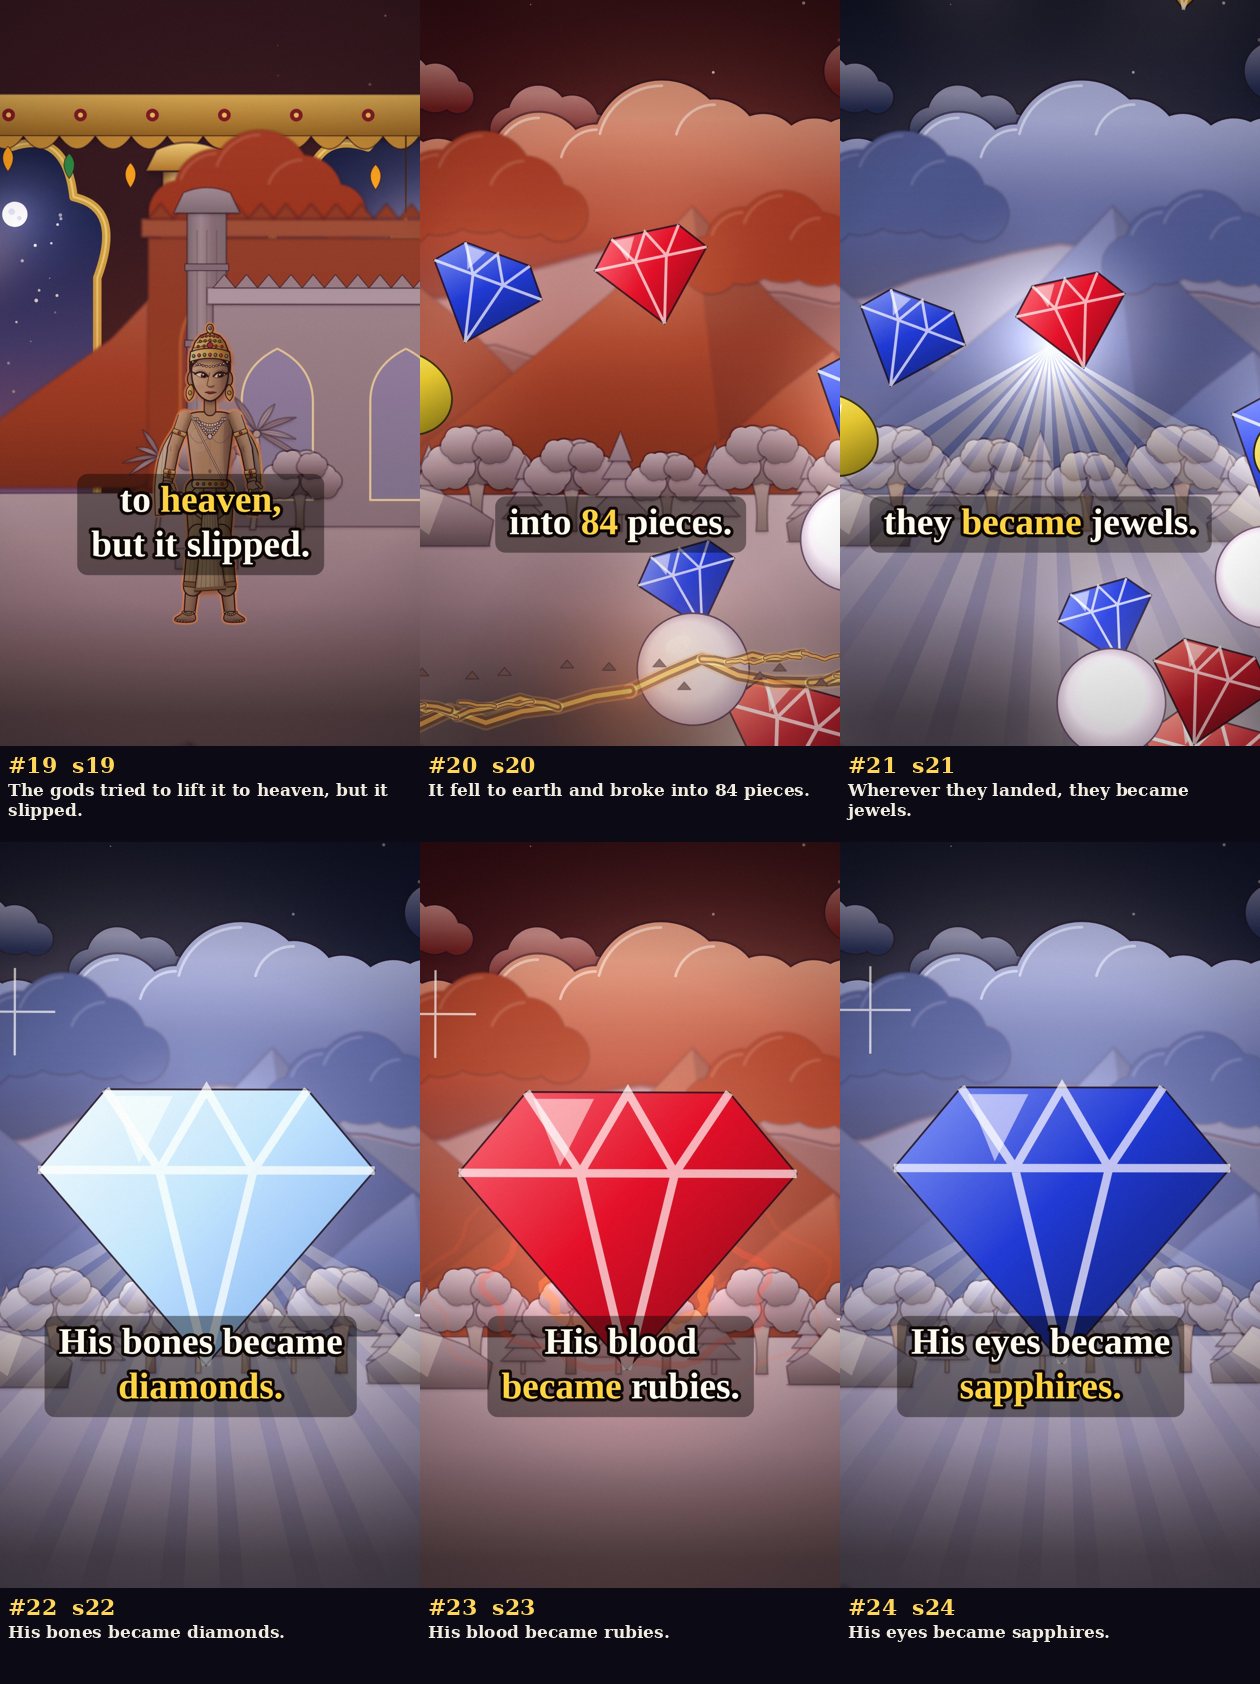 to heaven,
but it slipped.
into 84 pieces.
they became jewels.
#19 s19
The gods tried to lift it to heaven, but it
slipped.
#20 s20
It fell to earth and broke into 84 pieces.
#21 s21
Wherever they landed, they became
jewels.
His bones became
diamonds.
His blood
became rubies.
His eyes became
sapphires.
#22 s22
His bones became diamonds.
#23 s23
His blood became rubies.
#24 s24
His eyes became sapphires.